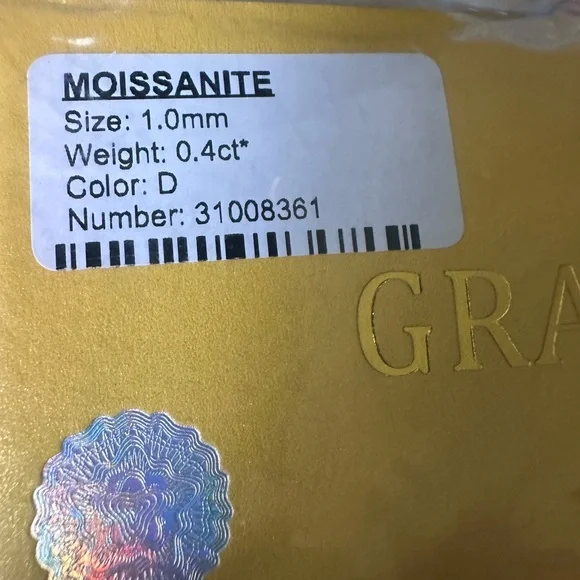 MOISSANITE
Size: 1.0mm
Weight: 0.4ct*
Color: D
Number: 31008361
GRA